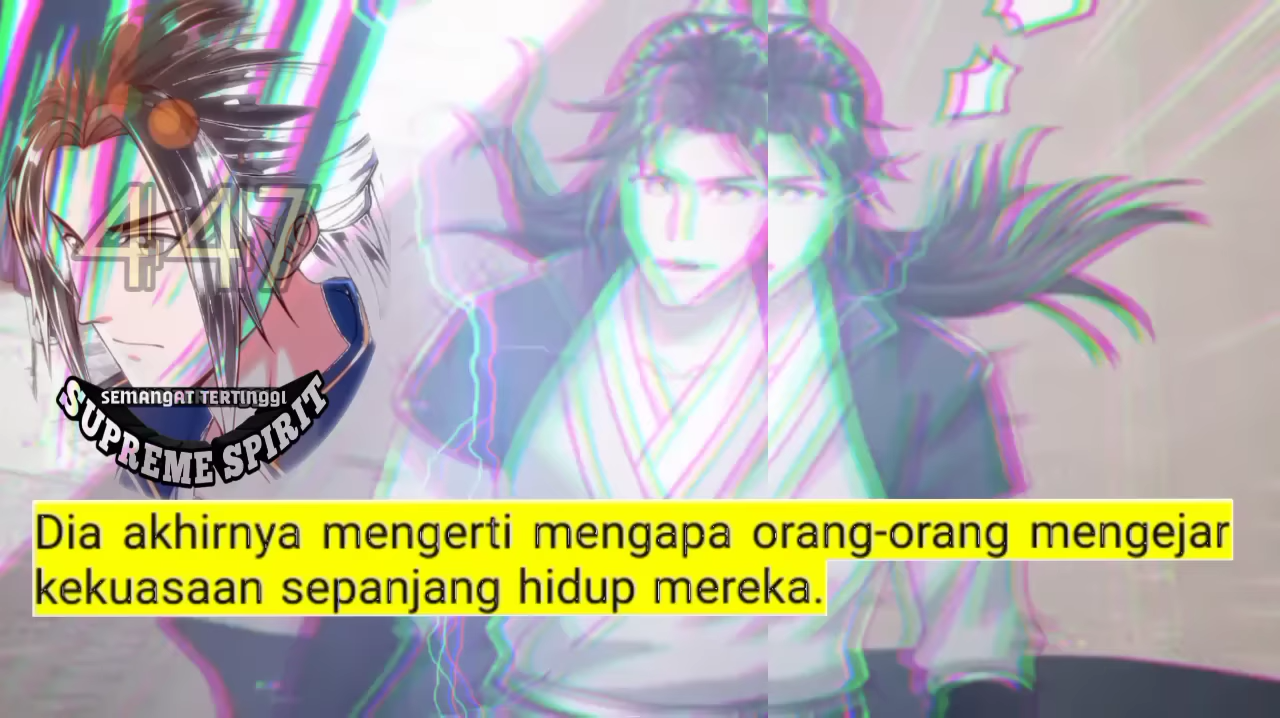 447
SEMANGAT TERTINGGI
SUPREME SPIRIT
Dia akhirnya mengerti mengapa orang-orang mengejar
kekuasaan sepanjang hidup mereka.